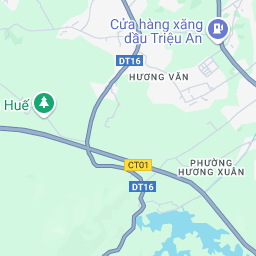 Cửa hàng xăng
dầu Triệu An
DT16
HƯƠNG VÂN
Huế
CT01
PHƯỜNG
HƯƠNG XUÂN
DT16